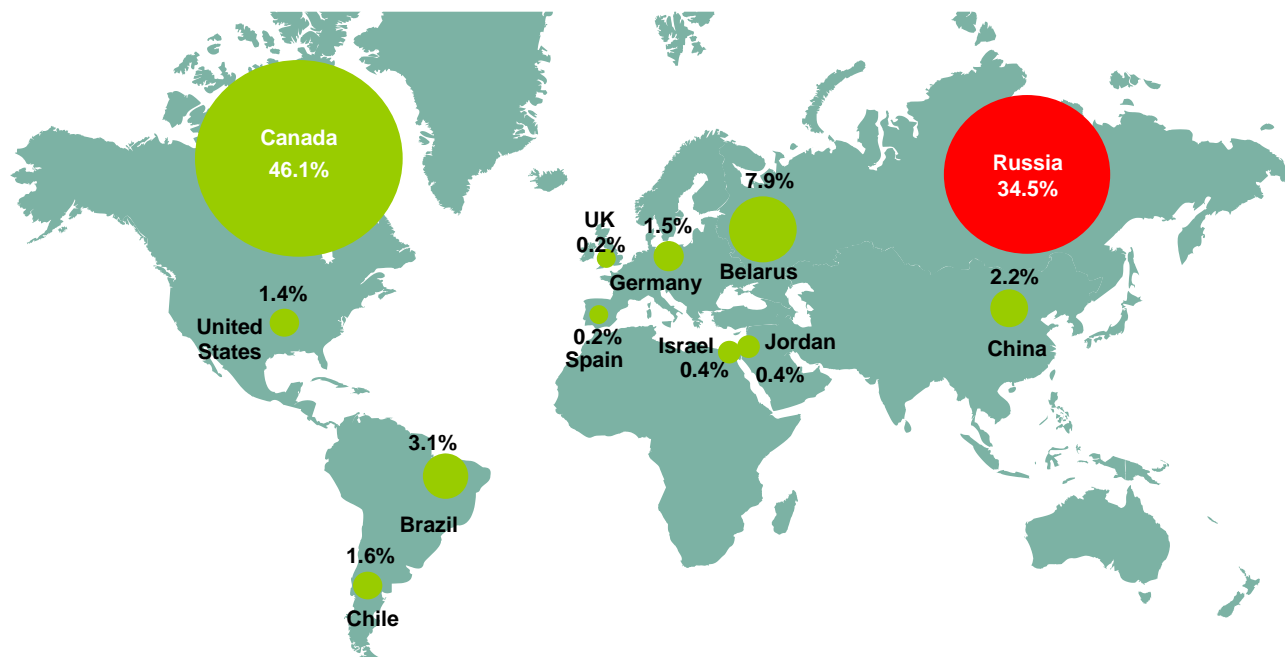 Canada
46.1%
Russia
34.5%
7.9%
Belarus
UK
0.2%
1.5%
Germany
2.2%
China
1.4%
United
States
0.2%
Spain
Israel
0.4%
Jordan
0.4%
3.1%
Brazil
1.6%
Chile